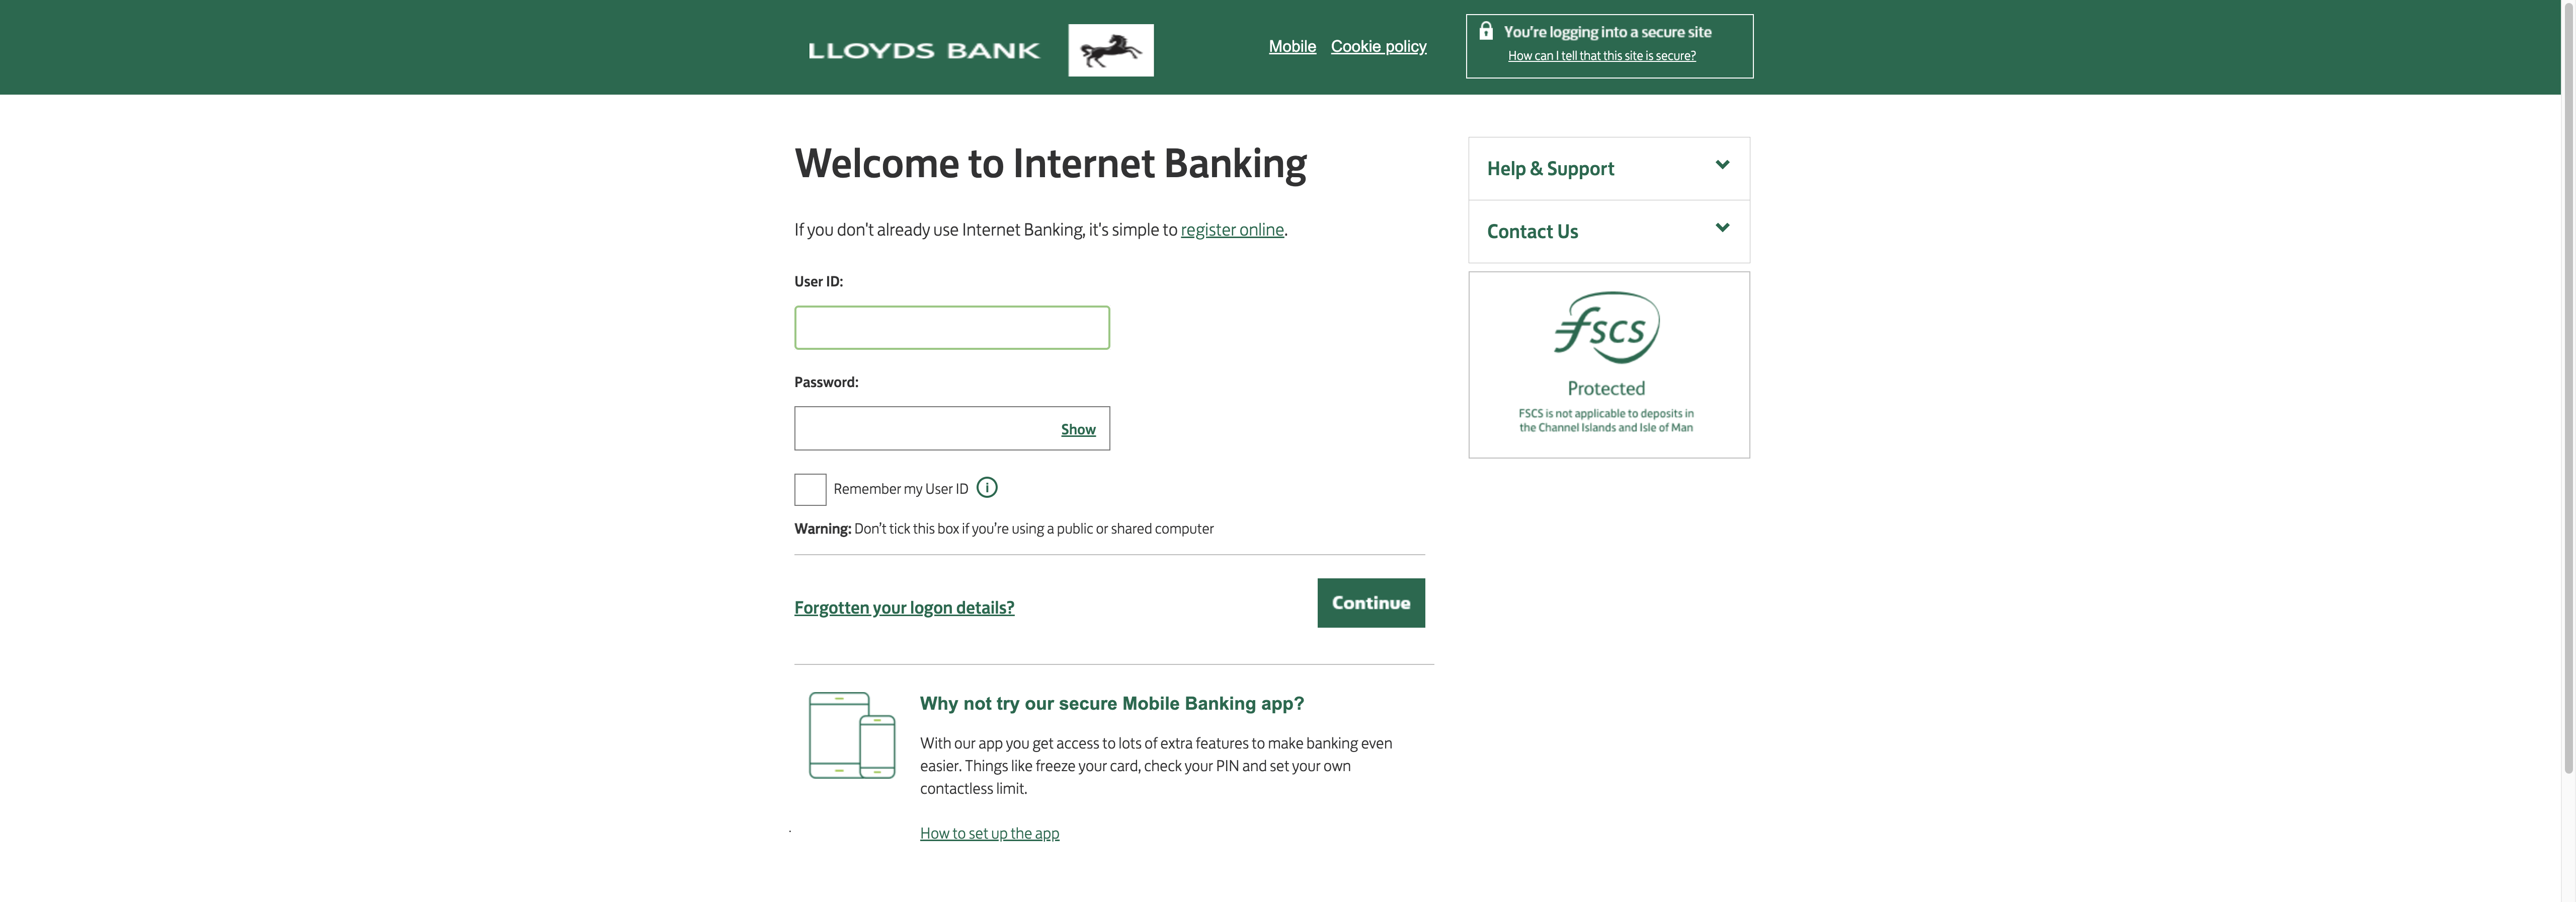 LLOYDS BANK
Mobile Cookie policy
You're logging into a secure site
How can I tell that this site is secure?
Welcome to Internet Banking
If you don't already use Internet Banking, it's simple to register online.
User ID:
Password:
Show
Remember my User ID i
Warning: Don't tick this box if you're using a public or shared computer
Forgotten your logon details?
Continue
Why not try our secure Mobile Banking app?
With our app you get access to lots of extra features to make banking even
easier. Things like freeze your card, check your PIN and set your own
contactless limit.
How to set up the app
Help & Support
Contact Us
FSCS
Protected
FSCS is not applicable to deposits in
the Channel Islands and Isle of Man